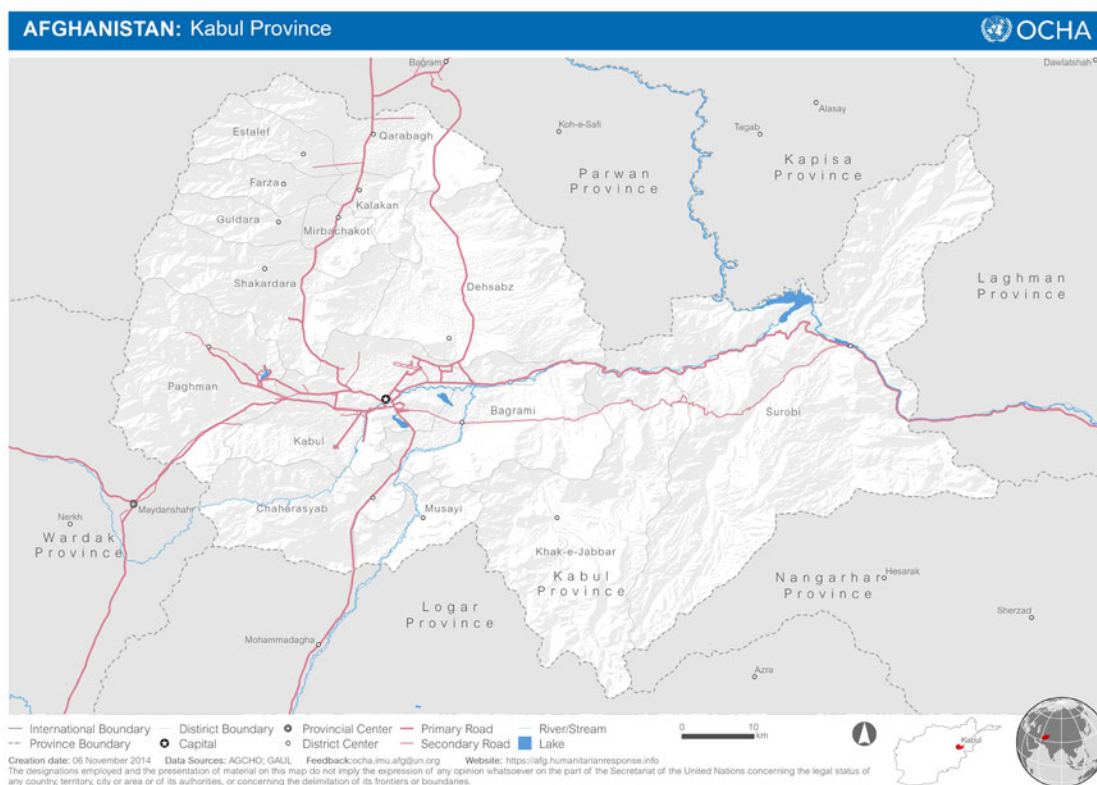 AFGHANISTAN: Kabul Province
OCHA
Bagram
Dawlatshah
Alasay
Koh-e-Safi
Tagab
Estalef
Qarabagh
Kapisa
Province
Parwan
Province
Farza
Kalakan
Guldara
Mirbachakot
Laghman
Province
Shakardara
Dehsabz
Paghman
Bagrami
Surobi
Kabul
Maydanshahr
Chaharasyab
Musayi
Nerkh
Wardak
Province
Khak-e-Jabbar
Kabul
Province
Hesarak
Nangarhar
Province
Logar
Province
Sherzad
Mohammadagha
Azra
International Boundary
Distirict Boundary
Provincial Center
Primary Road
River/Stream
0 10
km
Province Boundary
Capital
District Center
Secondary Road
Lake
Kabul
Creation date: 06 November 2014 Data Sources: AGCHO; GAUL Feedback:ocha.imu.afg@un.org Website: https://afg.humanitarianresponse.info
The designations employed and the presentation of material on this map do not imply the expression of any opinion whatsoever on the part of the Secretariat of the United Nations concerning the legal status of
any country, territory, city or area or of its authorities, or concerning the delimitation of its frontiers or boundaries.